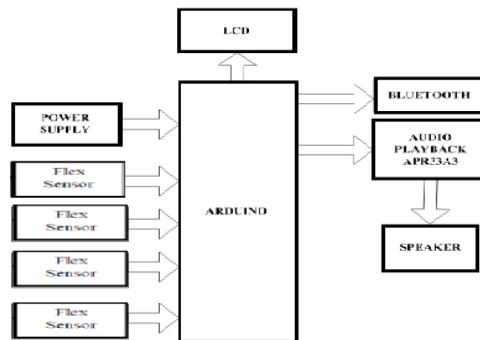 LCD
POWER
SUPPLY
Flex
Sensor
Flex
Sensor
Flex
Sensor
Flex
Sensor
ARDUINO
BLUETOOTH
AUDIO
PLAYBACK
APR33A3
SPEAKER